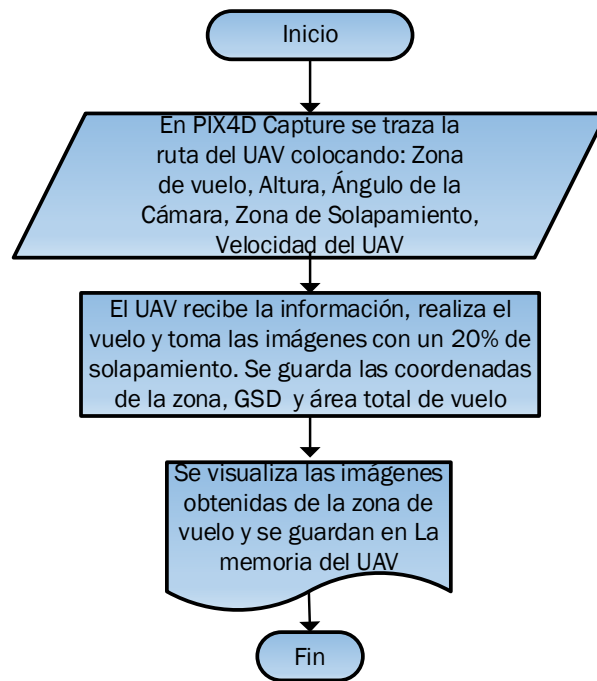 Inicio
En PIX4D Capture se traza la
ruta del UAV colocando: Zona
de vuelo, Altura, Ángulo de la
Cámara, Zona de Solapamiento,
Velocidad del UAV
El UAV recibe la información, realiza el
vuelo y toma las imágenes con un 20% de
solapamiento. Se guarda las coordenadas
de la zona, GSD y área total de vuelo
Se visualiza las imágenes
obtenidas de la zona de
vuelo y se guardan en La
memoria del UAV
Fin